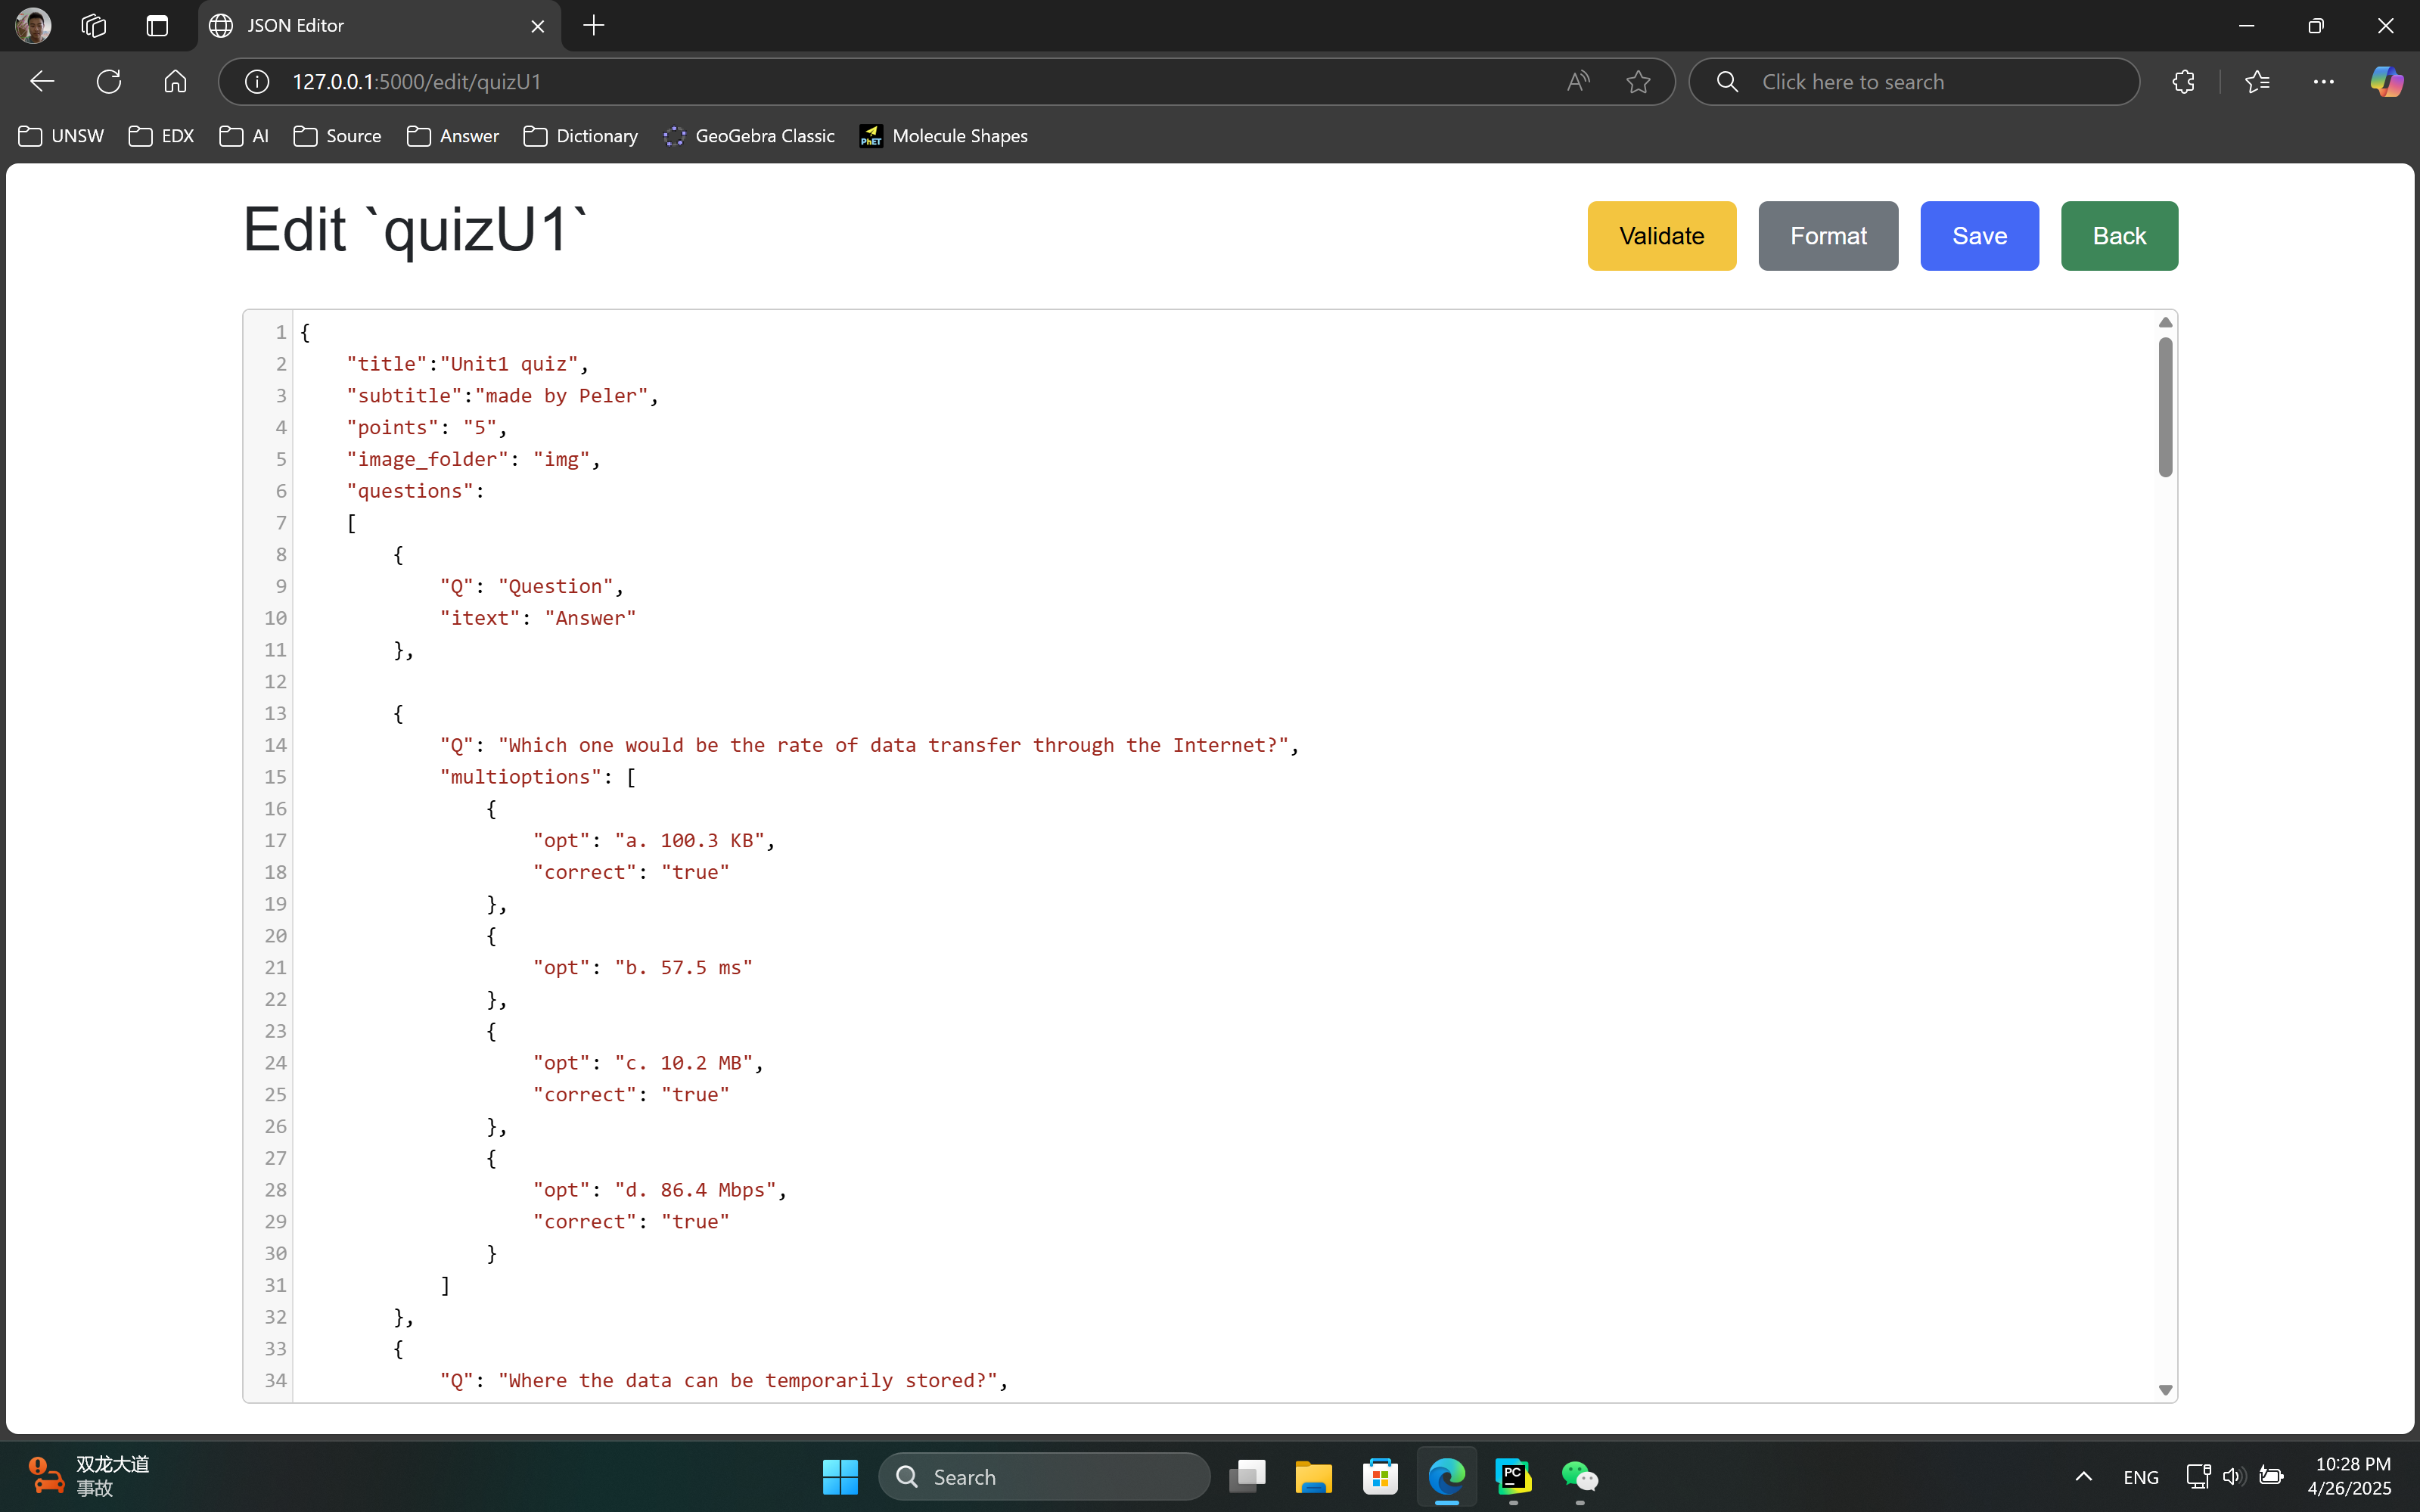 JSON Editor
127.0.0.1:5000/edit/quizU1
Click here to search
UNSW EDX AI Source Answer Dictionary GeoGebra Classic PhET Molecule Shapes
Edit `quizU1`
Validate Format Save Back
1 {
2 "title":"Unit1 quiz",
3 "subtitle":"made by Peler",
4 "points": "5",
5 "image_folder": "img",
6 "questions":
7 [
8 {
9 "Q": "Question",
10 "itext": "Answer"
11 },
12
13 {
14 "Q": "Which one would be the rate of data transfer through the Internet?",
15 "multioptions": [
16 {
17 "opt": "a. 100.3 KB",
18 "correct": "true"
19 },
20 {
21 "opt": "b. 57.5 ms"
22 },
23 {
24 "opt": "c. 10.2 MB",
25 "correct": "true"
26 },
27 {
28 "opt": "d. 86.4 Mbps",
29 "correct": "true"
30 }
31 ]
32 },
33 {
34 "Q": "Where the data can be temporarily stored?",
双龙大道
事故
Search
PC
ENG
10:28 PM
4/26/2025